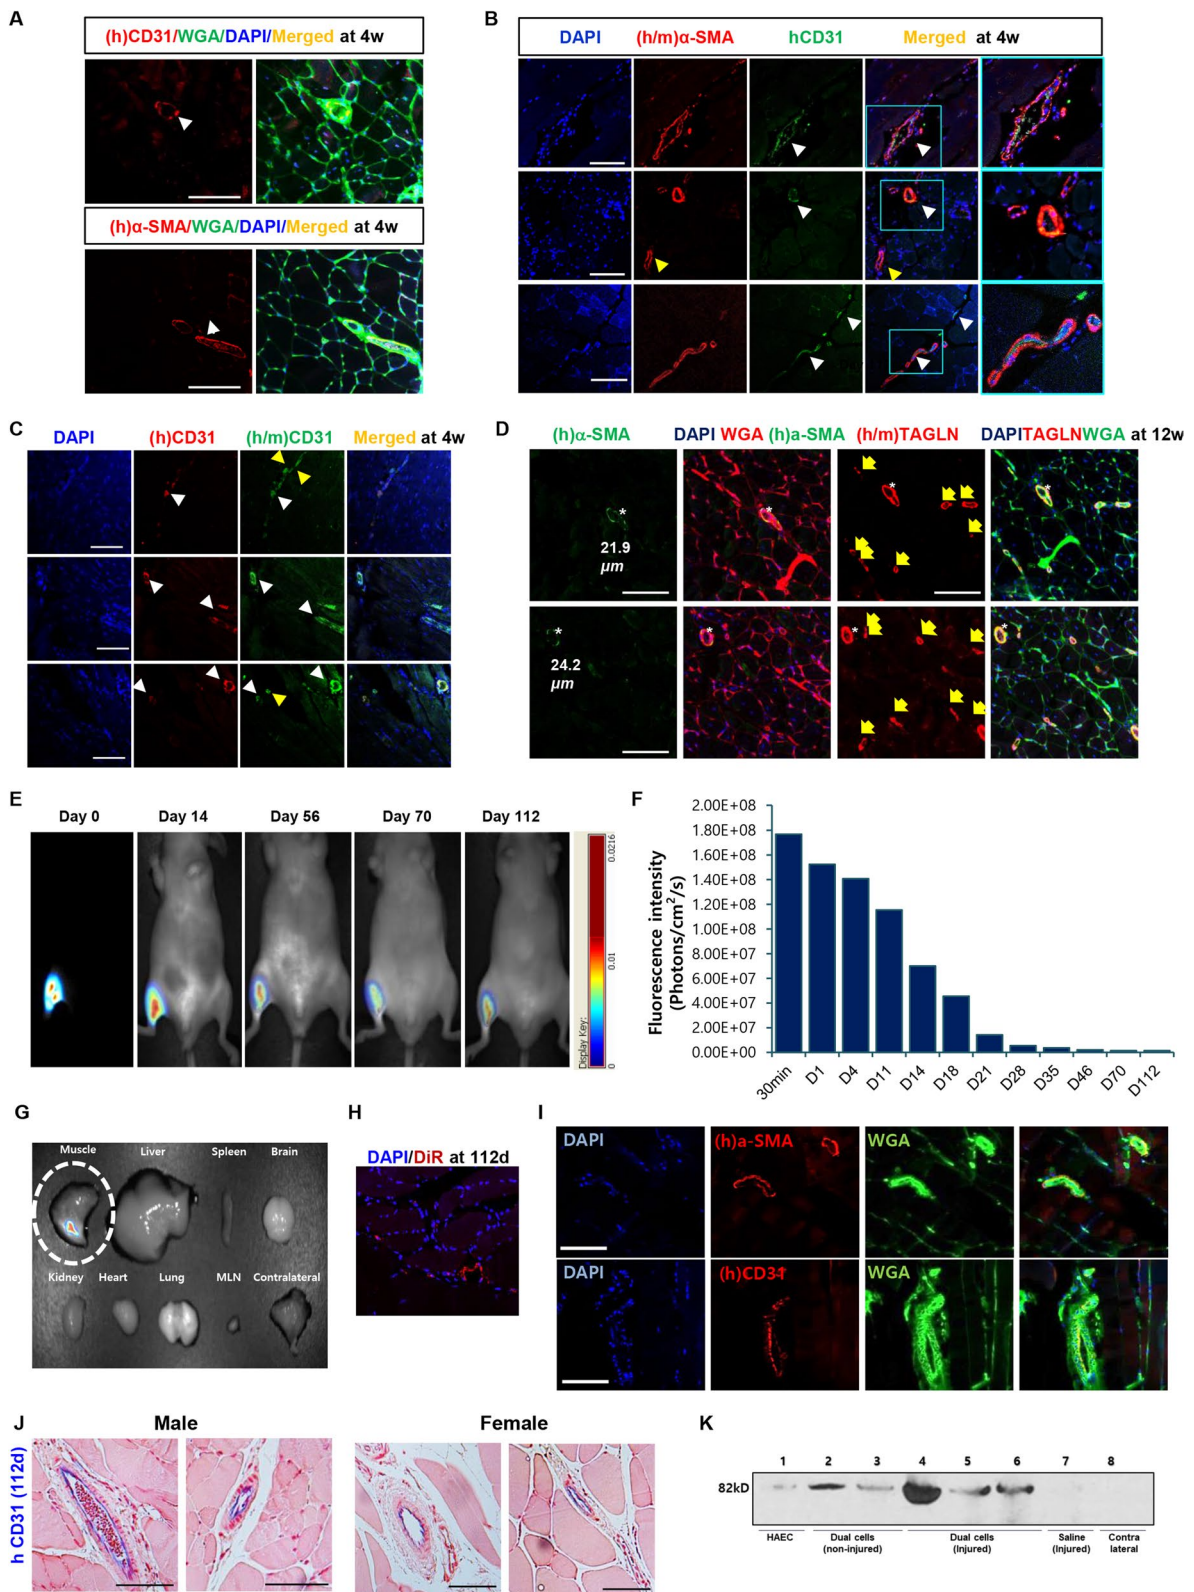 A
(h)CD31/WGA/DAPI/Merged at 4w
(h)α-SMA/WGA/DAPI/Merged at 4w
B
DAPI (h/m)α-SMA hCD31 Merged at 4w
C
DAPI (h)CD31 (h/m)CD31 Merged at 4w
D
(h)α-SMA DAPI WGA (h)a-SMA (h/m)TAGLN DAPITAGLNWGA at 12w
* * * *
21.9
µm
* * * *
24.2
µm
E
Day 0 Day 14 Day 56 Day 70 Day 112
0.0216
0.01
0
Display Key:
F
Fluorescence intensity
(Photons/cm²/s)
2.00E+08
1.80E+08
1.60E+08
1.40E+08
1.20E+08
1.00E+08
8.00E+07
6.00E+07
4.00E+07
2.00E+07
0.00E+00
30min D1 D4 D11 D14 D18 D21 D28 D35 D46 D70 D112
G
Muscle Liver Spleen Brain
Kidney Heart Lung MLN Contralateral
H
DAPI/DiR at 112d
I
DAPI (h)a-SMA WGA
DAPI (h)CD31 WGA
J
Male Female
h CD31 (112d)
K
1 2 3 4 5 6 7 8
82kD
HAEC Dual cells (non-injured) Dual cells (Injured) Saline (Injured) Contra lateral